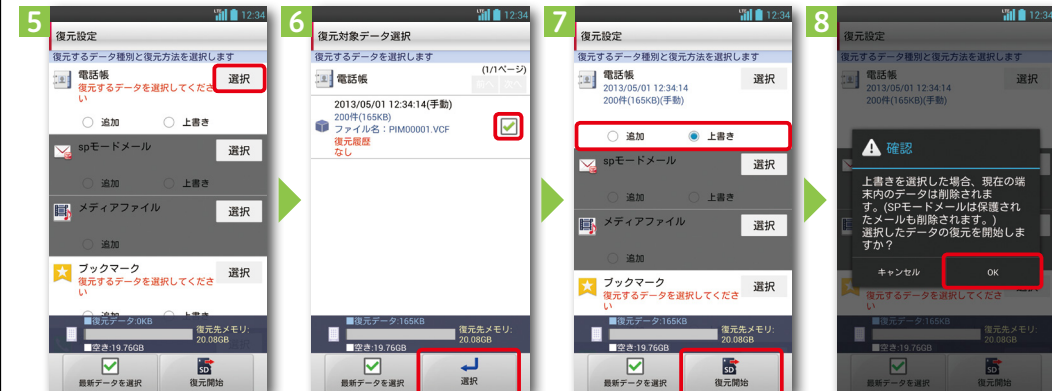 5
12:34
復元設定
復元するデータ種別と復元方法を選択します
電話帳
復元するデータを選択してくださ
い
選択
追加
上書き
spモードメール
選択
追加
上書き
メディアファイル
選択
追加
ブックマーク
復元するデータを選択してくださ
い
選択
■復元データ:0KB
復元先メモリ:
20.08GB
■空き:19.76GB
最新データを選択
復元開始
6
12:34
復元対象データ選択
復元するデータを選択します
電話帳
(1/1ページ)
前へ 次へ
2013/05/01 12:34:14(手動)
200件(165KB)
ファイル名：PIM00001.VCF
復元履歴
なし
■復元データ:165KB
復元先メモリ:
20.08GB
■空き:19.76GB
最新データを選択
選択
7
12:34
復元設定
復元するデータ種別と復元方法を選択します
電話帳
2013/05/01 12:34:14
200件(165KB)(手動)
選択
追加
上書き
spモードメール
選択
追加
上書き
メディアファイル
選択
追加
ブックマーク
復元するデータを選択してくださ
い
選択
■復元データ:165KB
復元先メモリ:
20.08GB
■空き:19.76GB
最新データを選択
復元開始
8
12:34
復元設定
復元するデータ種別と復元方法を選択します
電話帳
2013/05/01 12:34:14
200件(165KB)(手動)
選択
確認
上書きを選択した場合、現在の端
末内のデータは削除されま
す。(SPモードメールは保護され
たメールも削除されます。)
選択したデータの復元を開始しま
すか？
キャンセル
OK
復元するデータを選択してくださ
い
■復元データ:165KB
復元先メモリ:
20.08GB
■空き:19.76GB
最新データを選択
復元開始